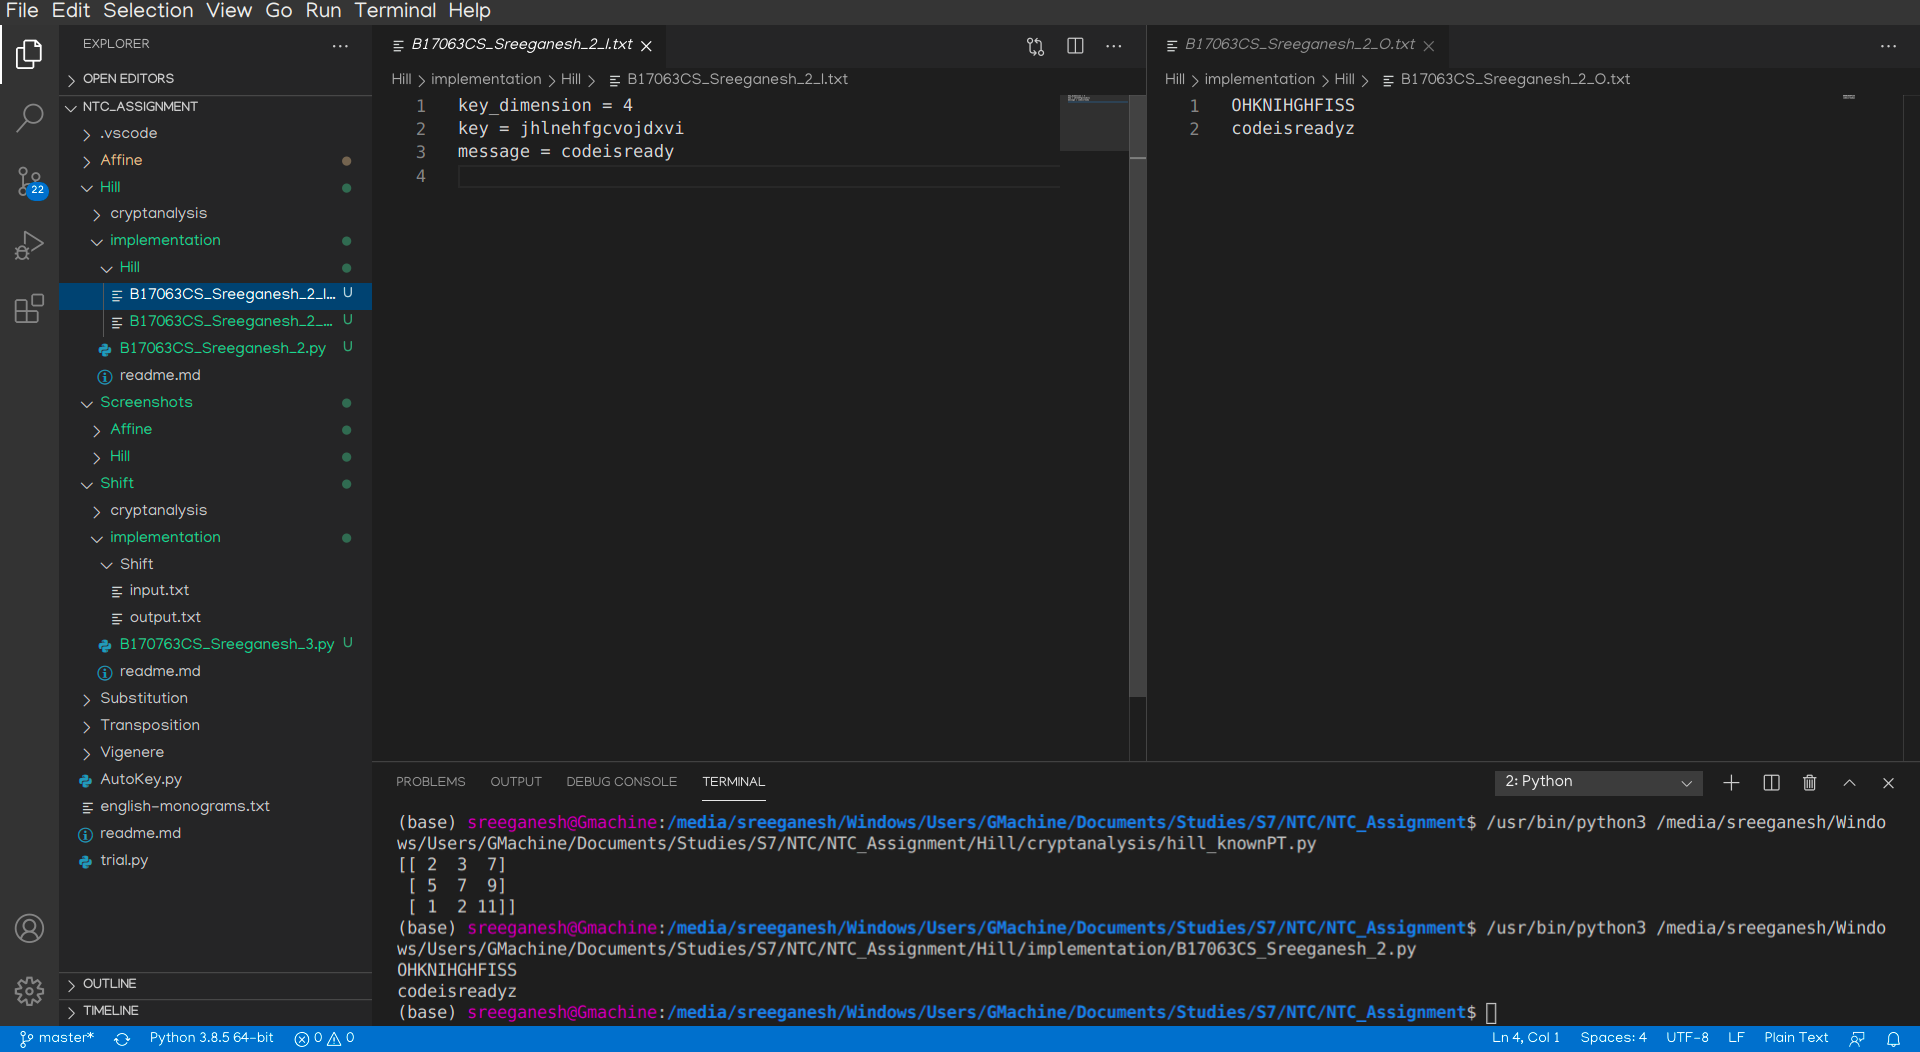 File Edit Selection View Go Run Terminal Help
EXPLORER
OPEN EDITORS
NTC_ASSIGNMENT
.vscode
Affine
Hill
cryptanalysis
implementation
Hill
B17063CS_Sreeganesh_2_I... U
B17063CS_Sreeganesh_2_... U
B17063CS_Sreeganesh_2.py U
readme.md
Screenshots
Affine
Hill
Shift
cryptanalysis
implementation
Shift
input.txt
output.txt
B170763CS_Sreeganesh_3.py U
readme.md
Substitution
Transposition
Vigenere
AutoKey.py
english-monograms.txt
readme.md
trial.py
OUTLINE
TIMELINE
22
B17063CS_Sreeganesh_2_I.txt
Hill > implementation > Hill > B17063CS_Sreeganesh_2_I.txt
1 key_dimension = 4
2 key = jhlnehfgcvojdxvi
3 message = codeisready
4
B17063CS_Sreeganesh_2_O.txt
Hill > implementation > Hill > B17063CS_Sreeganesh_2_O.txt
1 OHKNIHGHFISS
2 codeisreadyz
PROBLEMS OUTPUT DEBUG CONSOLE TERMINAL 2: Python
(base) sreeganesh@Gmachine:/media/sreeganesh/Windows/Users/GMachine/Documents/Studies/S7/NTC/NTC_Assignment$ /usr/bin/python3 /media/sreeganesh/Windo
ws/Users/GMachine/Documents/Studies/S7/NTC/NTC_Assignment/Hill/cryptanalysis/hill_knownPT.py
[[ 2 3 7]
[ 5 7 9]
[ 1 2 11]]
(base) sreeganesh@Gmachine:/media/sreeganesh/Windows/Users/GMachine/Documents/Studies/S7/NTC/NTC_Assignment$ /usr/bin/python3 /media/sreeganesh/Windo
ws/Users/GMachine/Documents/Studies/S7/NTC/NTC_Assignment/Hill/implementation/B17063CS_Sreeganesh_2.py
OHKNIHGHFISS
codeisreadyz
(base) sreeganesh@Gmachine:/media/sreeganesh/Windows/Users/GMachine/Documents/Studies/S7/NTC/NTC_Assignment$
master* Python 3.8.5 64-bit 0 0 Ln 4, Col 1 Spaces: 4 UTF-8 LF Plain Text